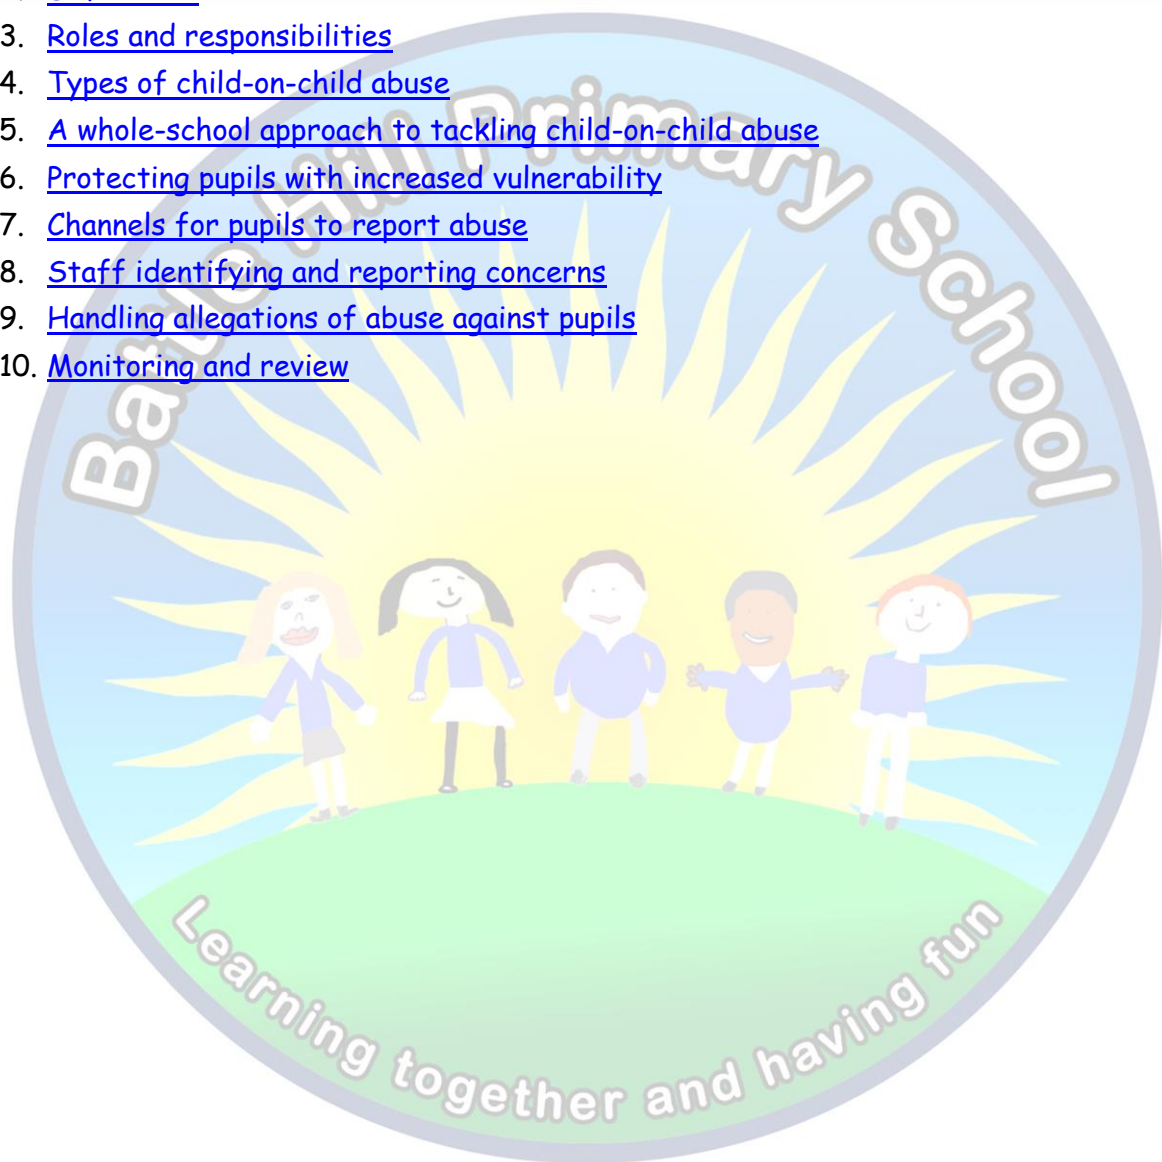 3. Roles and responsibilities
4. Types of child-on-child abuse
5. A whole-school approach to tackling child-on-child abuse
6. Protecting pupils with increased vulnerability
7. Channels for pupils to report abuse
8. Staff identifying and reporting concerns
9. Handling allegations of abuse against pupils
10. Monitoring and review
Battle Hill Primary School
Learning together and having fun